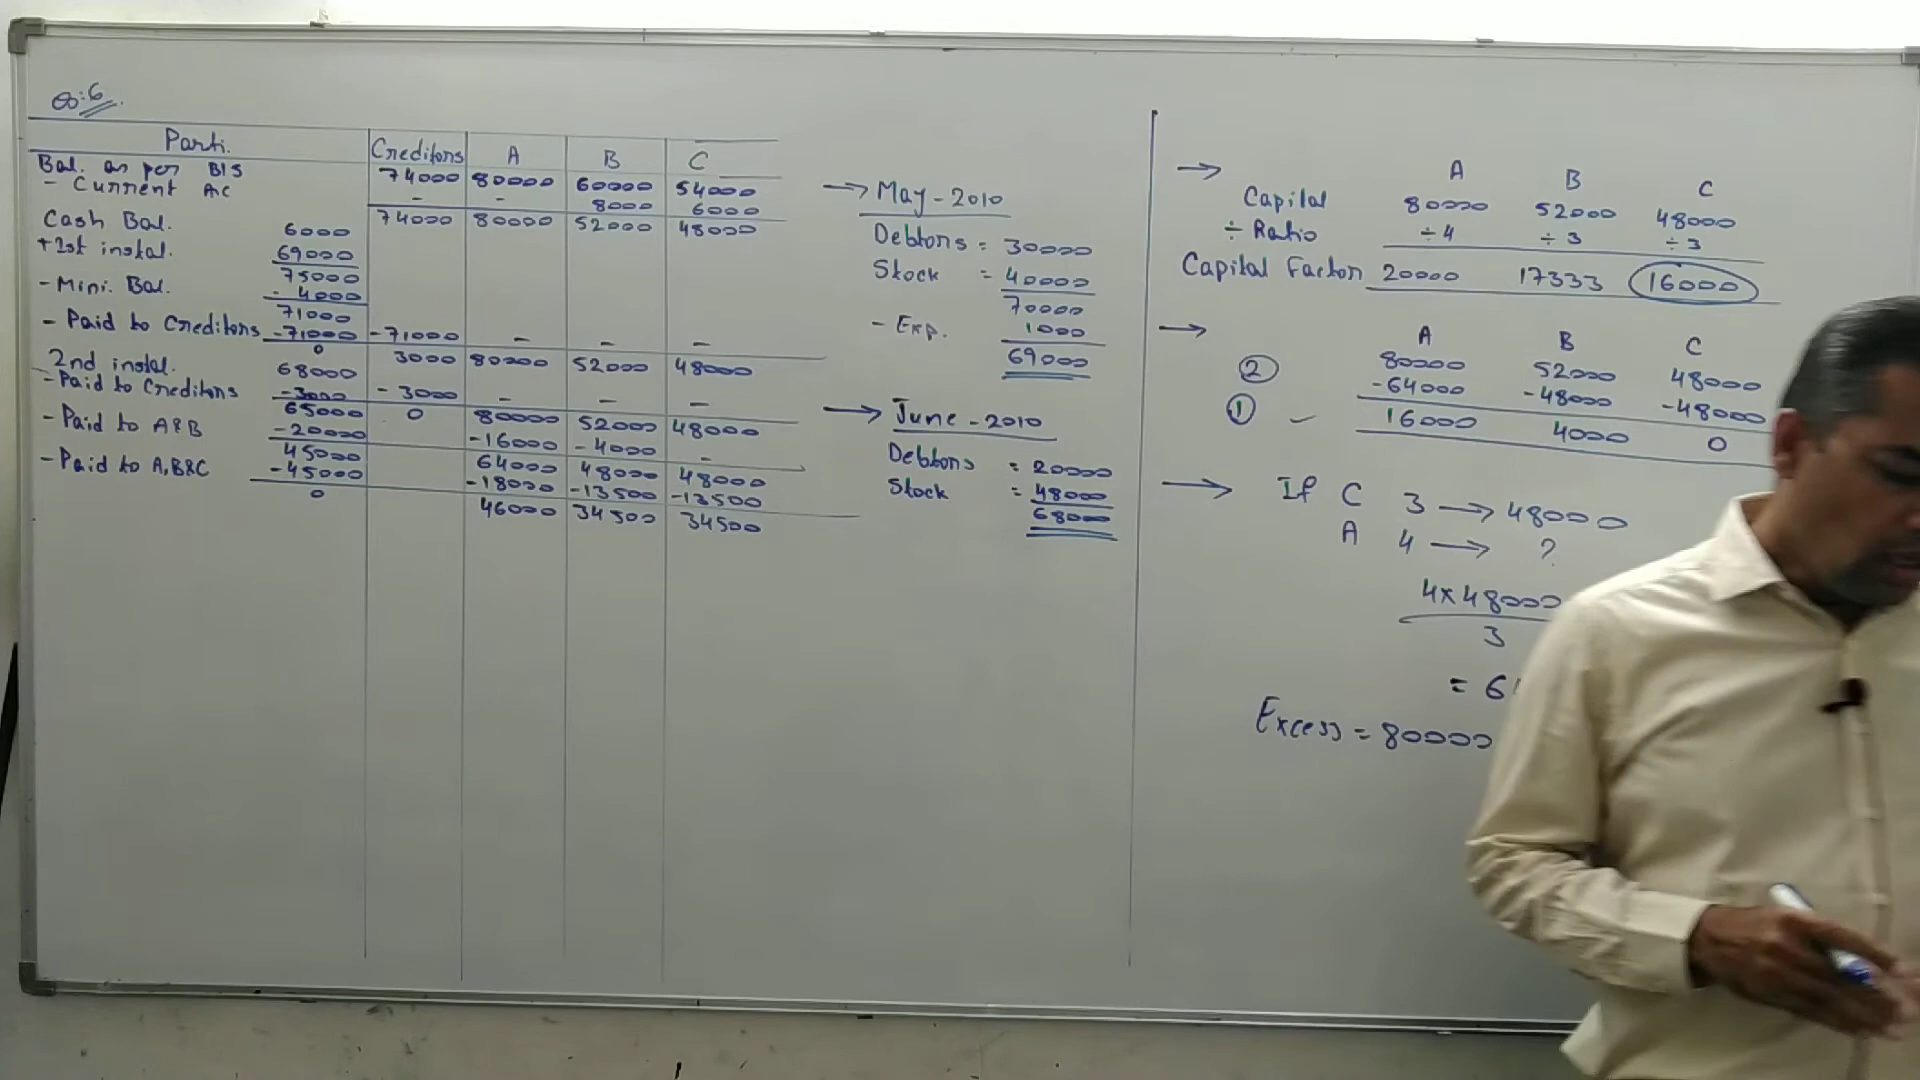 6
Parti. Creditors A B C
Bal. as per B/S 74000 80000 60000 54000
- Current Ac - - 8000 6000
74000 80000 52000 48000
Cash Bal. 6000
+ 1st instal. 69000
75000
- Mini. Bal. - 4000
71000
- Paid to Creditors -71000 -71000 - - -
0 3000 80000 52000 48000
2nd instal. 68000
- Paid to Creditors -3000 -3000 - - -
65000 0 80000 52000 48000
- Paid to A&B -20000 -16000 -4000 -
45000 64000 48000 48000
- Paid to A,B&C -45000 -18000 -13500 -13500
0 46000 34500 34500
→ May - 2010
Debtors = 30000
Stock = 40000
70000
- Exp. 1000
69000
→ June - 2010
Debtors = 20000
Stock = 48000
68000
→ A B C
Capital 80000 52000 48000
÷ Ratio ÷4 ÷3 ÷3
Capital Factor 20000 17333 16000
→ A B C
② 80000 52000 48000
-64000 -48000 -48000
① 16000 4000 0
→ If C 3 → 48000
A 4 → ?
4×48000
3
= 6
Excess = 80000